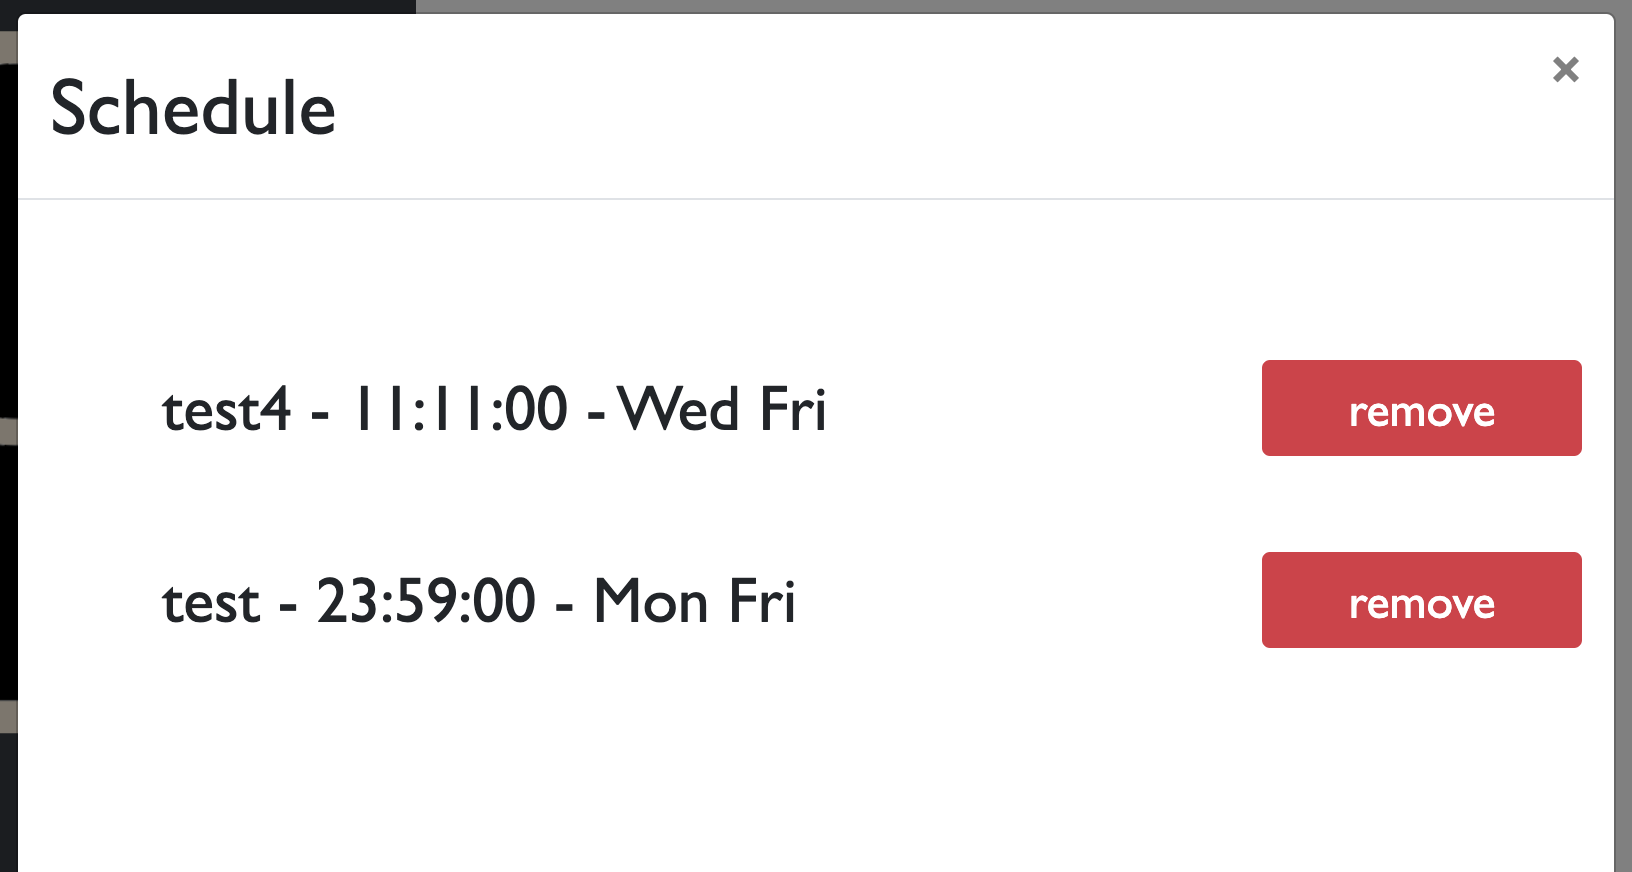 Schedule ×
test4 - 11:11:00 - Wed Fri remove
test - 23:59:00 - Mon Fri remove